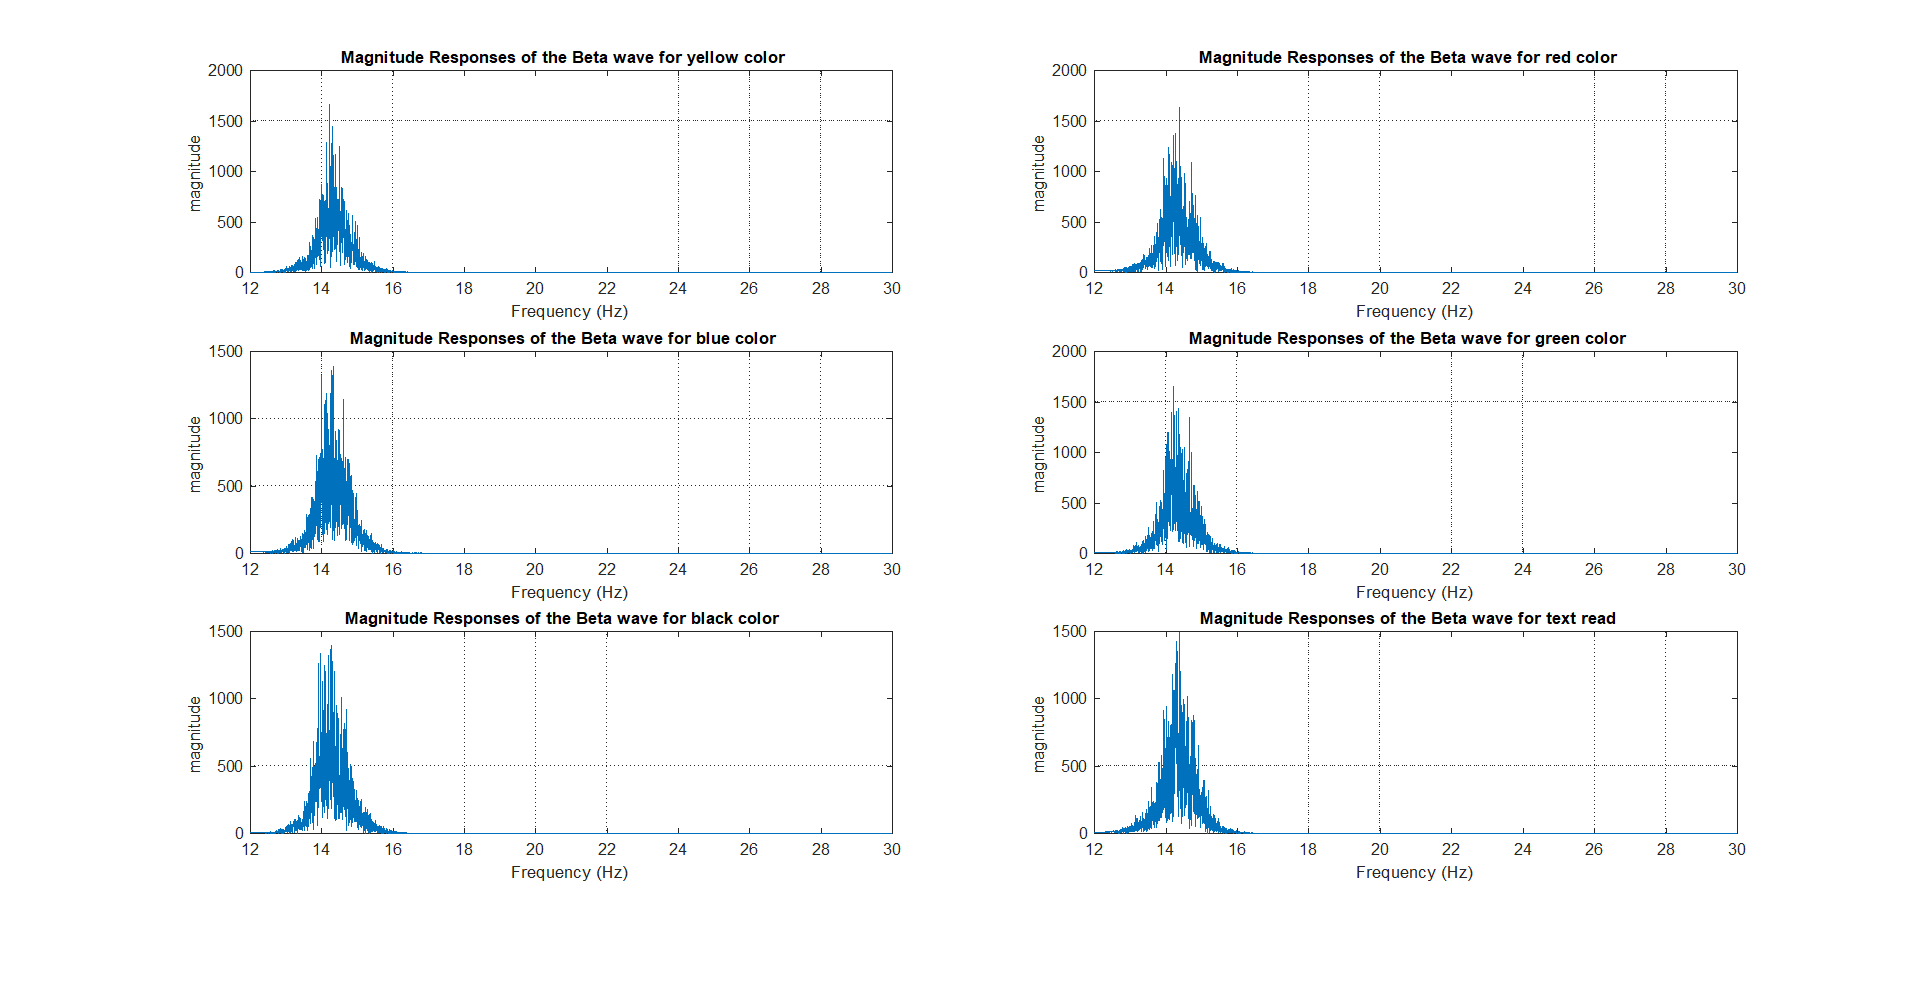 Magnitude Responses of the Beta wave for yellow color
2000
1500
1000
500
0
magnitude
12 14 16 18 20 22 24 26 28 30
Frequency (Hz)
Magnitude Responses of the Beta wave for red color
2000
1500
1000
500
0
magnitude
12 14 16 18 20 22 24 26 28 30
Frequency (Hz)
Magnitude Responses of the Beta wave for blue color
1500
1000
500
0
magnitude
12 14 16 18 20 22 24 26 28 30
Frequency (Hz)
Magnitude Responses of the Beta wave for green color
2000
1500
1000
500
0
magnitude
12 14 16 18 20 22 24 26 28 30
Frequency (Hz)
Magnitude Responses of the Beta wave for black color
1500
1000
500
0
magnitude
12 14 16 18 20 22 24 26 28 30
Frequency (Hz)
Magnitude Responses of the Beta wave for text read
1500
1000
500
0
magnitude
12 14 16 18 20 22 24 26 28 30
Frequency (Hz)